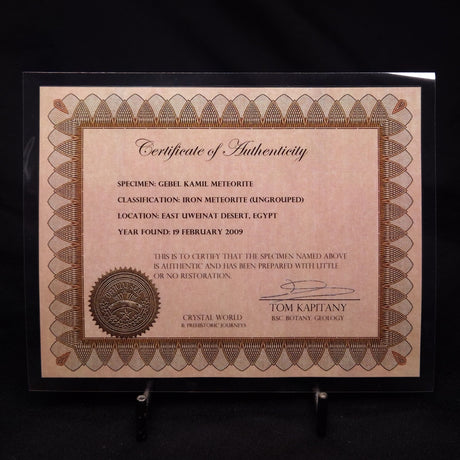 Certificate of Authenticity
SPECIMEN: GEBEL KAMIL METEORITE
CLASSIFICATION: IRON METEORITE (UNGROUPED)
LOCATION: EAST UWEINAT DESERT, EGYPT
YEAR FOUND: 19 FEBRUARY 2009
THIS IS TO CERTIFY THAT THE SPECIMEN NAMED ABOVE
IS AUTHENTIC AND HAS BEEN PREPARED WITH LITTLE
OR NO RESTORATION.
TOM KAPITANY
BSC. BOTANY, GEOLOGY
CRYSTAL WORLD
& PREHISTORIC JOURNEYS